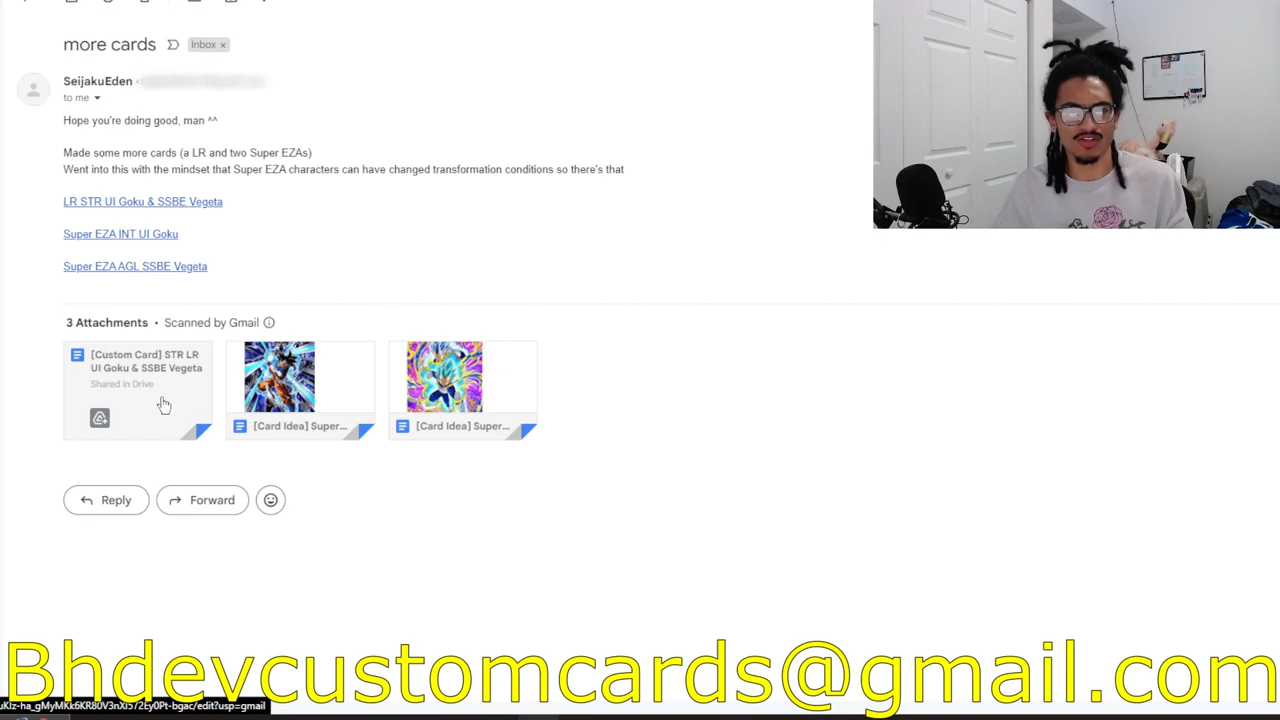 more cards
Inbox ×
SeijakuEden
to me
Hope you're doing good, man ^^
Made some more cards (a LR and two Super EZAs)
Went into this with the mindset that Super EZA characters can have changed transformation conditions so there's that
LR STR UI Goku & SSBE Vegeta
Super EZA INT UI Goku
Super EZA AGL SSBE Vegeta
3 Attachments • Scanned by Gmail
[Custom Card] STR LR
UI Goku & SSBE Vegeta
Shared in Drive
[Card idea] Super...
[Card Idea] Super...
Reply
Forward
Bhdevcustomcards@gmail.com